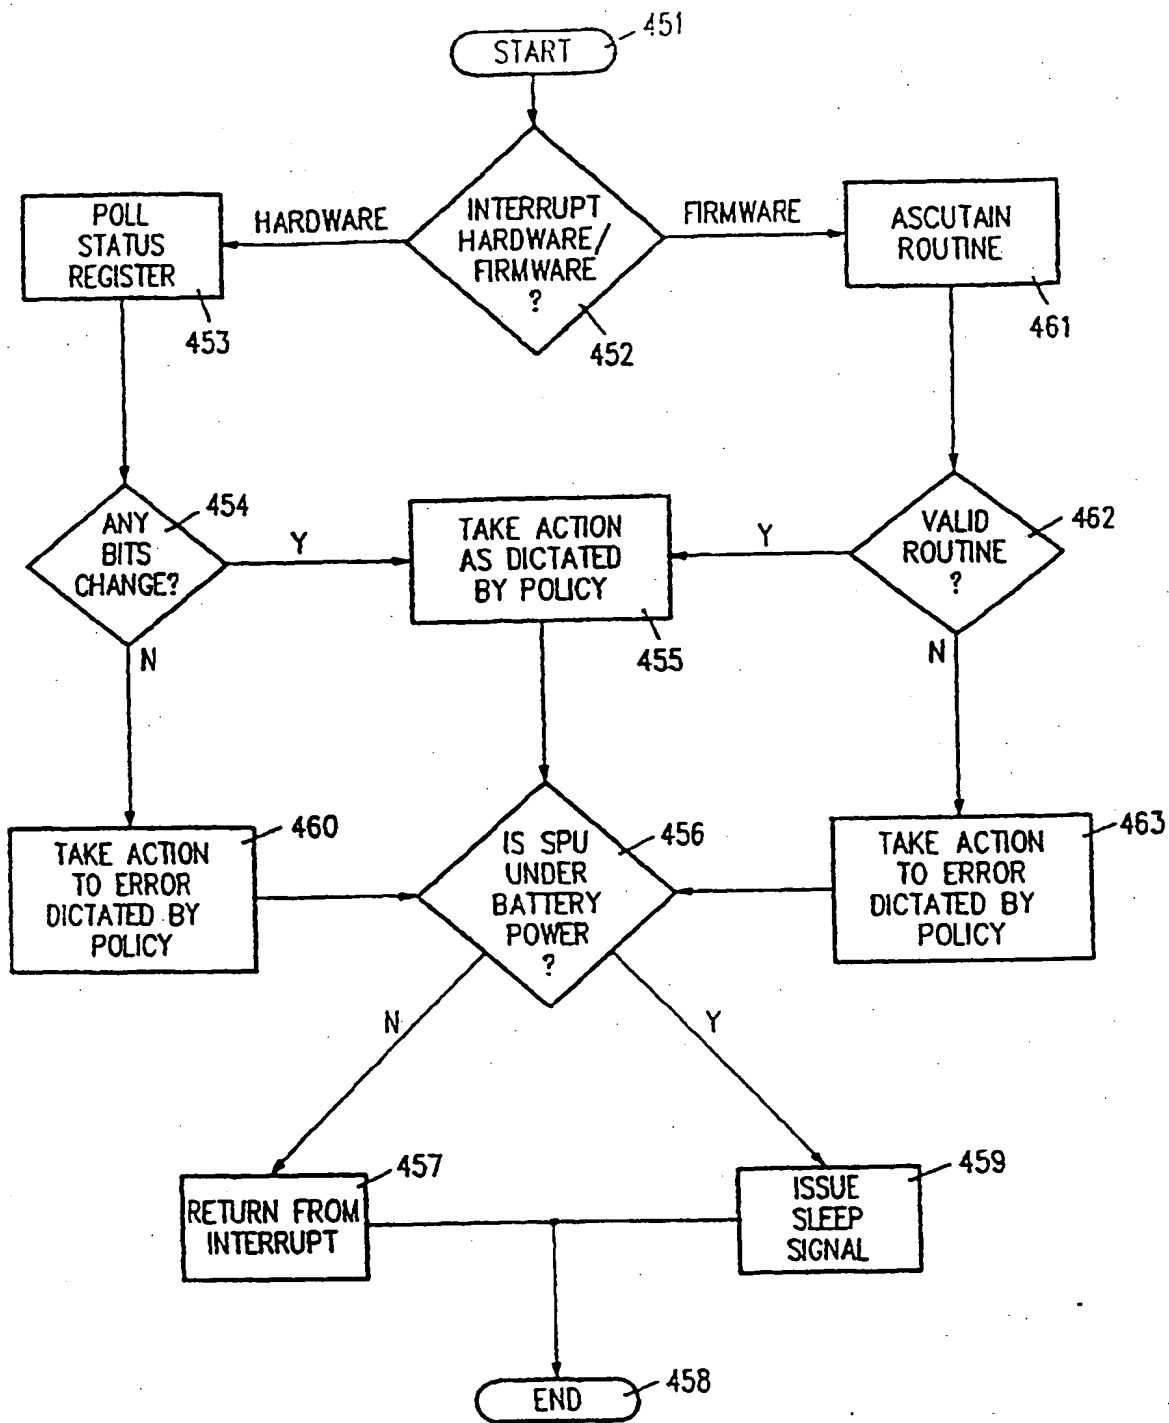 START
451
INTERRUPT
HARDWARE/
FIRMWARE
?
452
HARDWARE
FIRMWARE
POLL
STATUS
REGISTER
453
ASCUTAIN
ROUTINE
461
ANY
BITS
CHANGE?
454
Y
N
TAKE ACTION
AS DICTATED
BY POLICY
455
VALID
ROUTINE
?
462
Y
N
TAKE ACTION
TO ERROR
DICTATED BY
POLICY
460
IS SPU
UNDER
BATTERY
POWER
?
456
TAKE ACTION
TO ERROR
DICTATED BY
POLICY
463
N
Y
RETURN FROM
INTERRUPT
457
ISSUE
SLEEP
SIGNAL
459
END
458